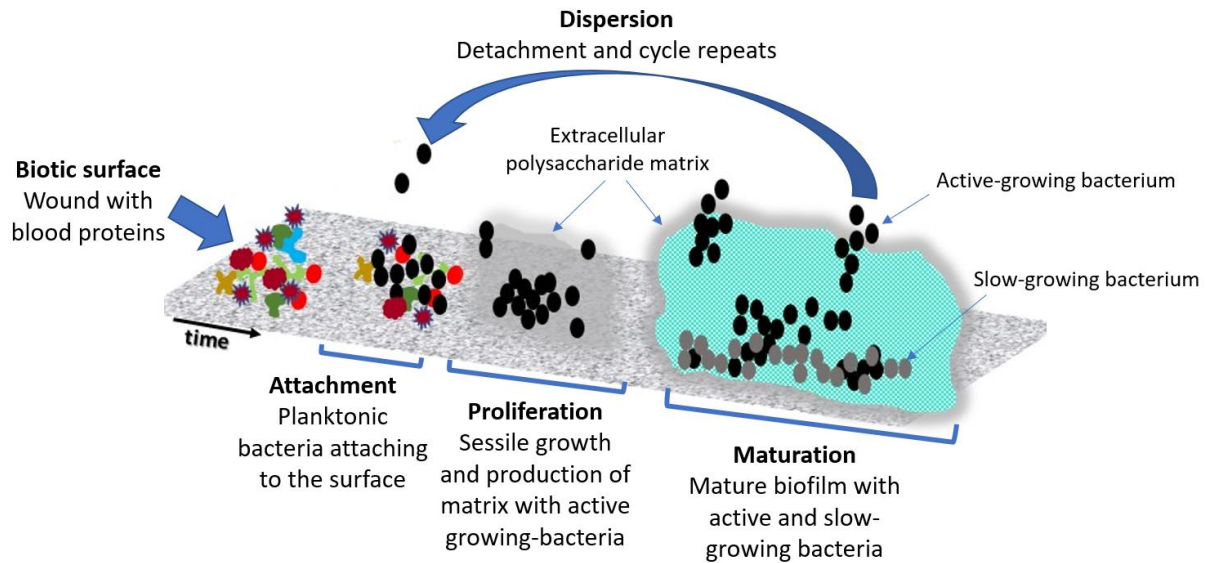 Dispersion
Detachment and cycle repeats
Extracellular
polysaccharide matrix
Biotic surface
Wound with
blood proteins
Active-growing bacterium
Slow-growing bacterium
time
Attachment
Planktonic
bacteria attaching
to the surface
Proliferation
Sessile growth
and production of
matrix with active
growing-bacteria
Maturation
Mature biofilm with
active and slow-
growing bacteria